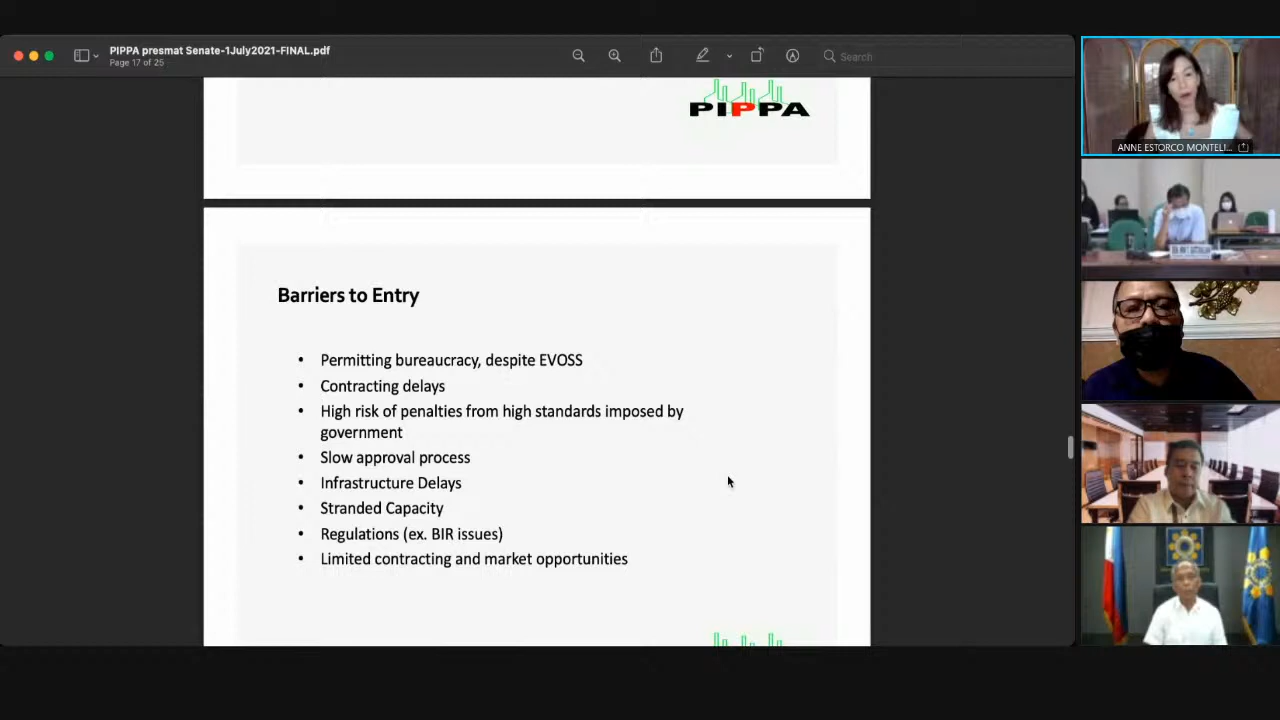 PIPPA presmat Senate-1July2021-FINAL.pdf
Page 17 of 25
Search
PIPPA
ANNE ESTORCO MONTELI...
Barriers to Entry
• Permitting bureaucracy, despite EVOSS
• Contracting delays
• High risk of penalties from high standards imposed by
government
• Slow approval process
• Infrastructure Delays
• Stranded Capacity
• Regulations (ex. BIR issues)
• Limited contracting and market opportunities